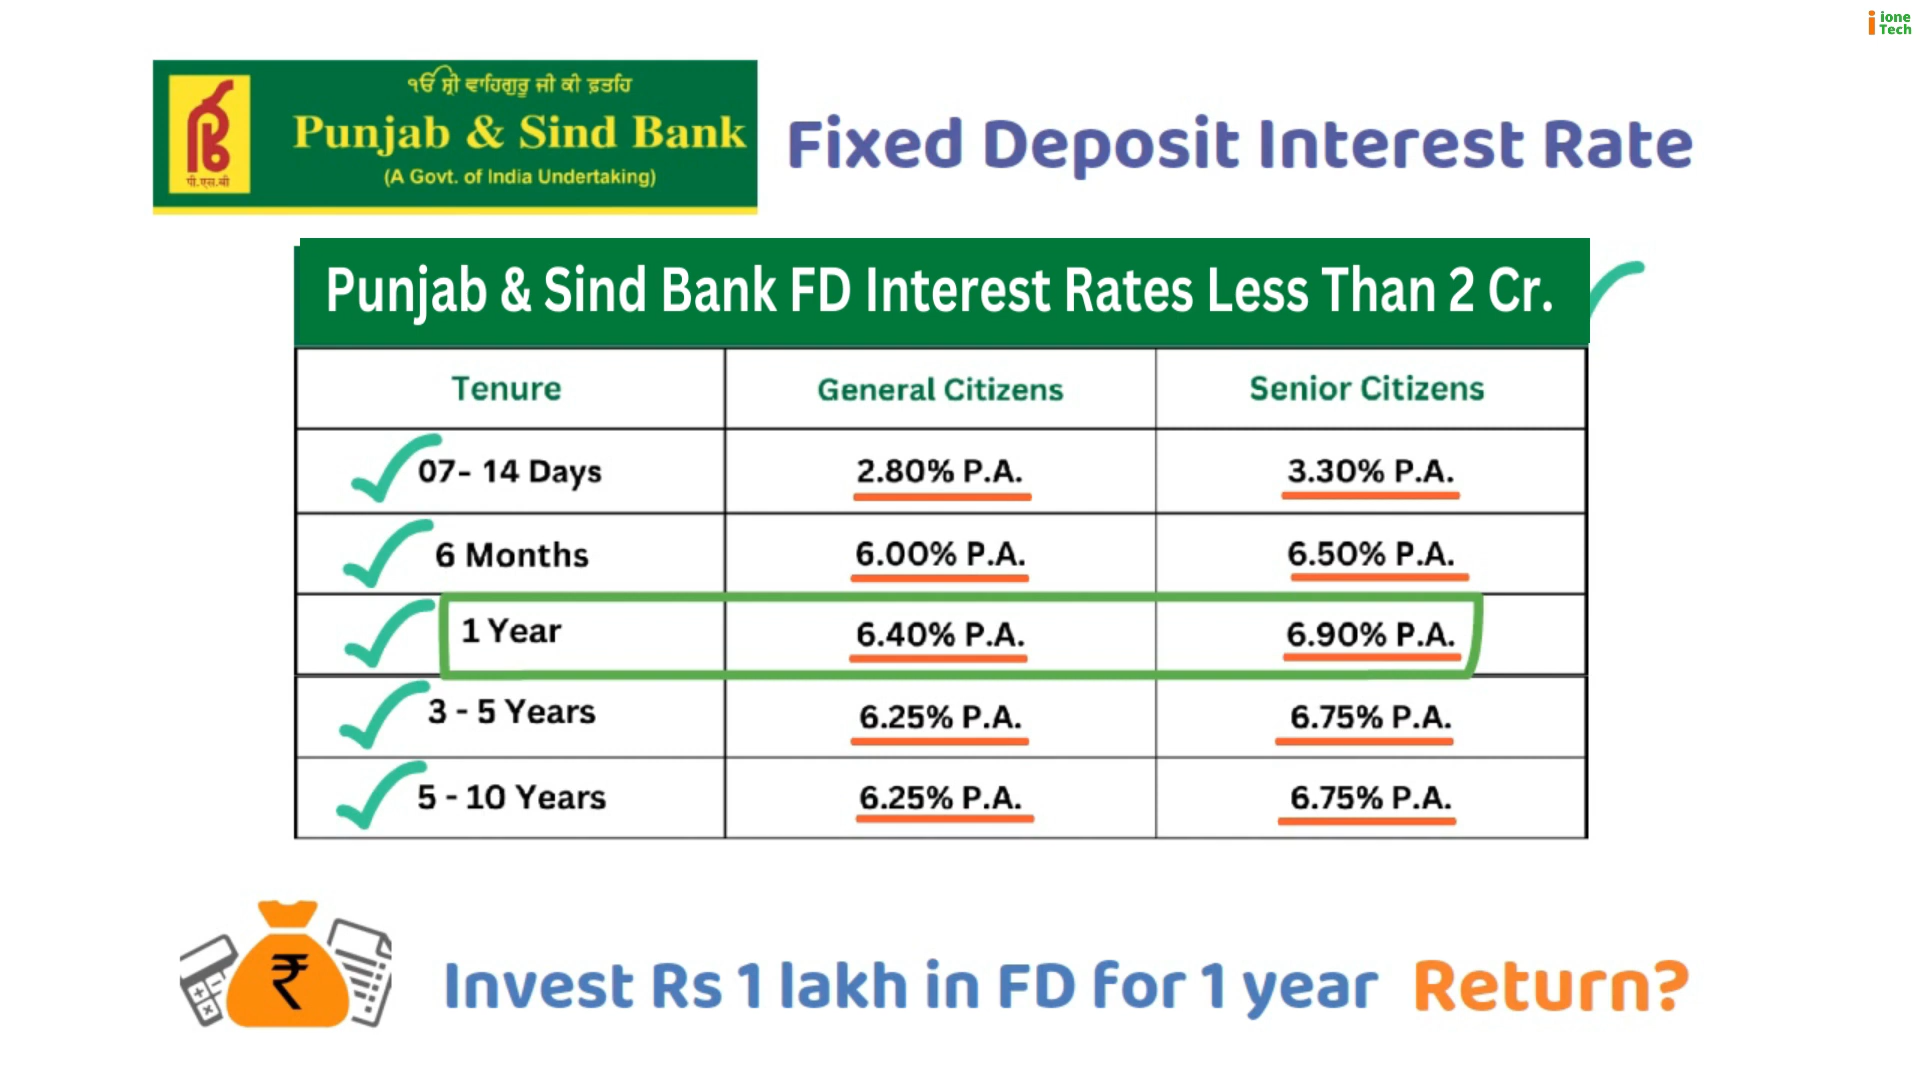 ione
Tech
ੴ ਸ੍ਰੀ ਵਾਹਿਗੁਰੂ ਜੀ ਕੀ ਫ਼ਤਹਿ
Punjab & Sind Bank
(A Govt. of India Undertaking)
पी.एस.बी
Fixed Deposit Interest Rate
Punjab & Sind Bank FD Interest Rates Less Than 2 Cr.
Tenure General Citizens Senior Citizens
07- 14 Days 2.80% P.A. 3.30% P.A.
6 Months 6.00% P.A. 6.50% P.A.
1 Year 6.40% P.A. 6.90% P.A.
3 - 5 Years 6.25% P.A. 6.75% P.A.
5 - 10 Years 6.25% P.A. 6.75% P.A.
₹
Invest Rs 1 lakh in FD for 1 year Return?